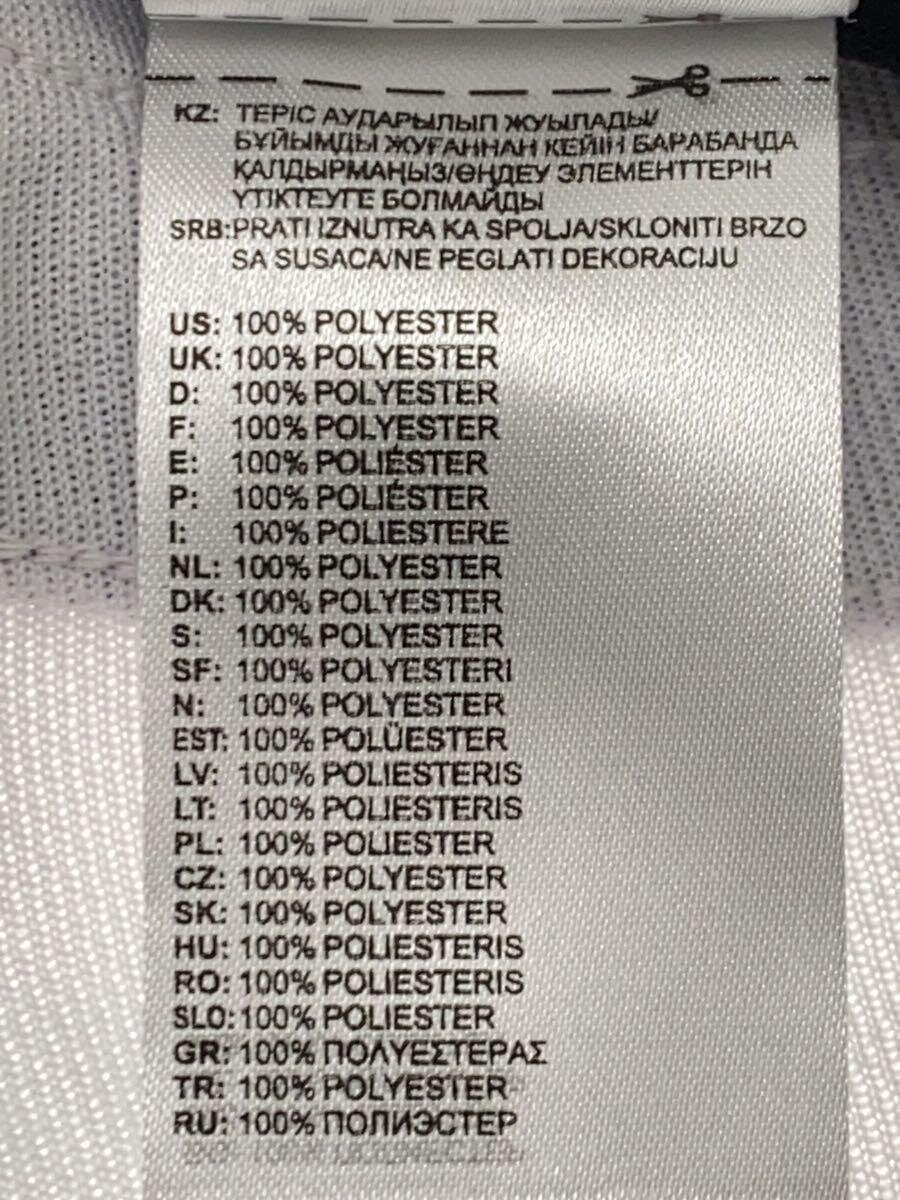 KZ: ТЕРІС АУДАРЫЛЫП ЖУЫЛАДЫ/
БҰЙЫМДЫ ЖУҒАННАН КЕЙІН БАРАБАНДА
ҚАЛДЫРМАҢЫЗ/ӨҢДЕУ ЭЛЕМЕНТТЕРІН
ҮТІКТЕУГЕ БОЛМАЙДЫ
SRB:PRATI IZNUTRA KA SPOLJA/SKLONITI BRZO
SA SUSACA/NE PEGLATI DEKORACIJU
US: 100% POLYESTER
UK: 100% POLYESTER
D: 100% POLYESTER
F: 100% POLYESTER
E: 100% POLIÉSTER
P: 100% POLIÉSTER
I: 100% POLIESTERE
NL: 100% POLYESTER
DK: 100% POLYESTER
S: 100% POLYESTER
SF: 100% POLYESTERI
N: 100% POLYESTER
EST: 100% POLÜESTER
LV: 100% POLIESTERIS
LT: 100% POLIESTERIS
PL: 100% POLIESTER
CZ: 100% POLYESTER
SK: 100% POLYESTER
HU: 100% POLIESTERIS
RO: 100% POLIESTERIS
SLO: 100% POLIESTER
GR: 100% ΠΟΛΥΕΣΤΕΡΑΣ
TR: 100% POLYESTER
RU: 100% ПОЛИЭСТЕР